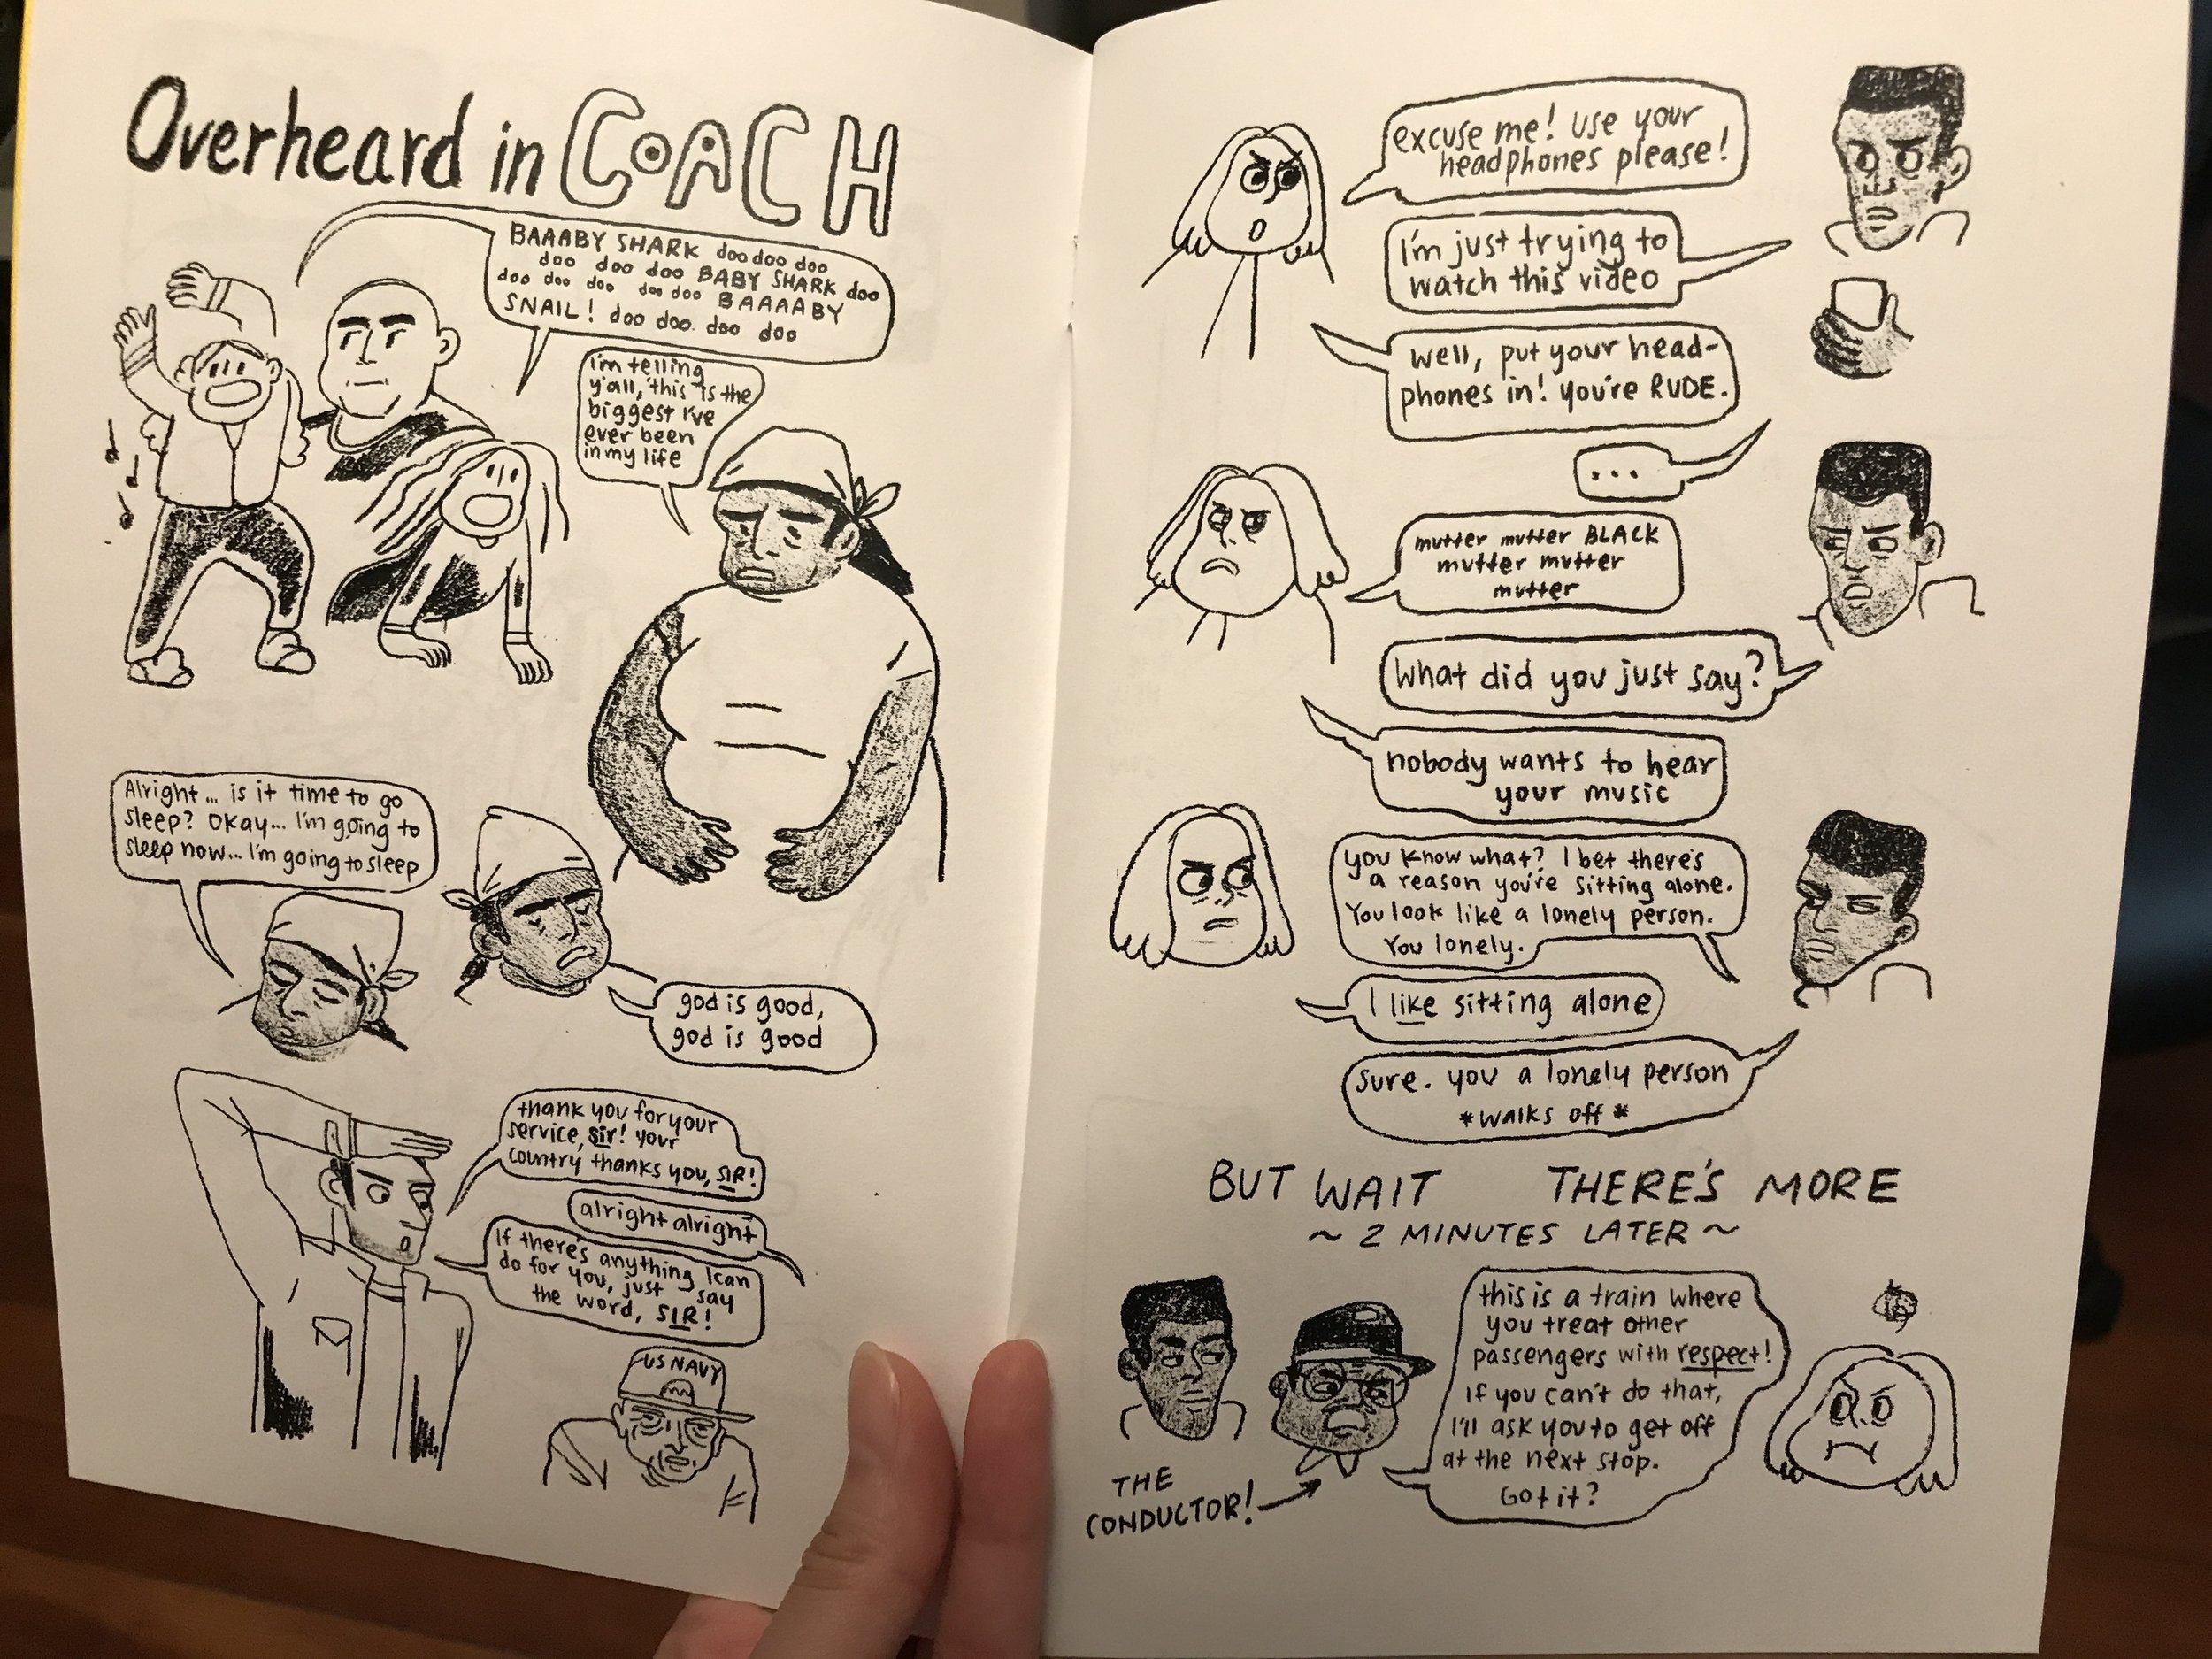 Overheard in COACH
BAAABY SHARK doo doo doo
doo doo doo BABY SHARK doo
doo doo doo doo doo BAAAABY
SNAIL! doo doo doo doo
I'm telling
y'all, this is the
biggest I've
ever been
in my life
Alright... is it time to go
sleep? Okay... I'm going to
sleep now... I'm going to sleep
god is good,
god is good
thank you for your
service, sir! your
country thanks you, SIR!
alright alright
If there's anything I can
do for you, just say
the word, SIR!
US NAVY
excuse me! use your
headphones please!
I'm just trying to
watch this video
well, put your head-
phones in! you're RUDE.
...
mutter mutter BLACK
mutter mutter
mutter
What did you just say?
nobody wants to hear
your music
you know what? I bet there's
a reason you're sitting alone.
You look like a lonely person.
You lonely.
I like sitting alone
sure. you a lonely person
*walks off*
BUT WAIT THERE'S MORE
~ 2 MINUTES LATER ~
this is a train where
you treat other
passengers with respect!
If you can't do that,
I'll ask you to get off
at the next stop.
Got it?
THE
CONDUCTOR!